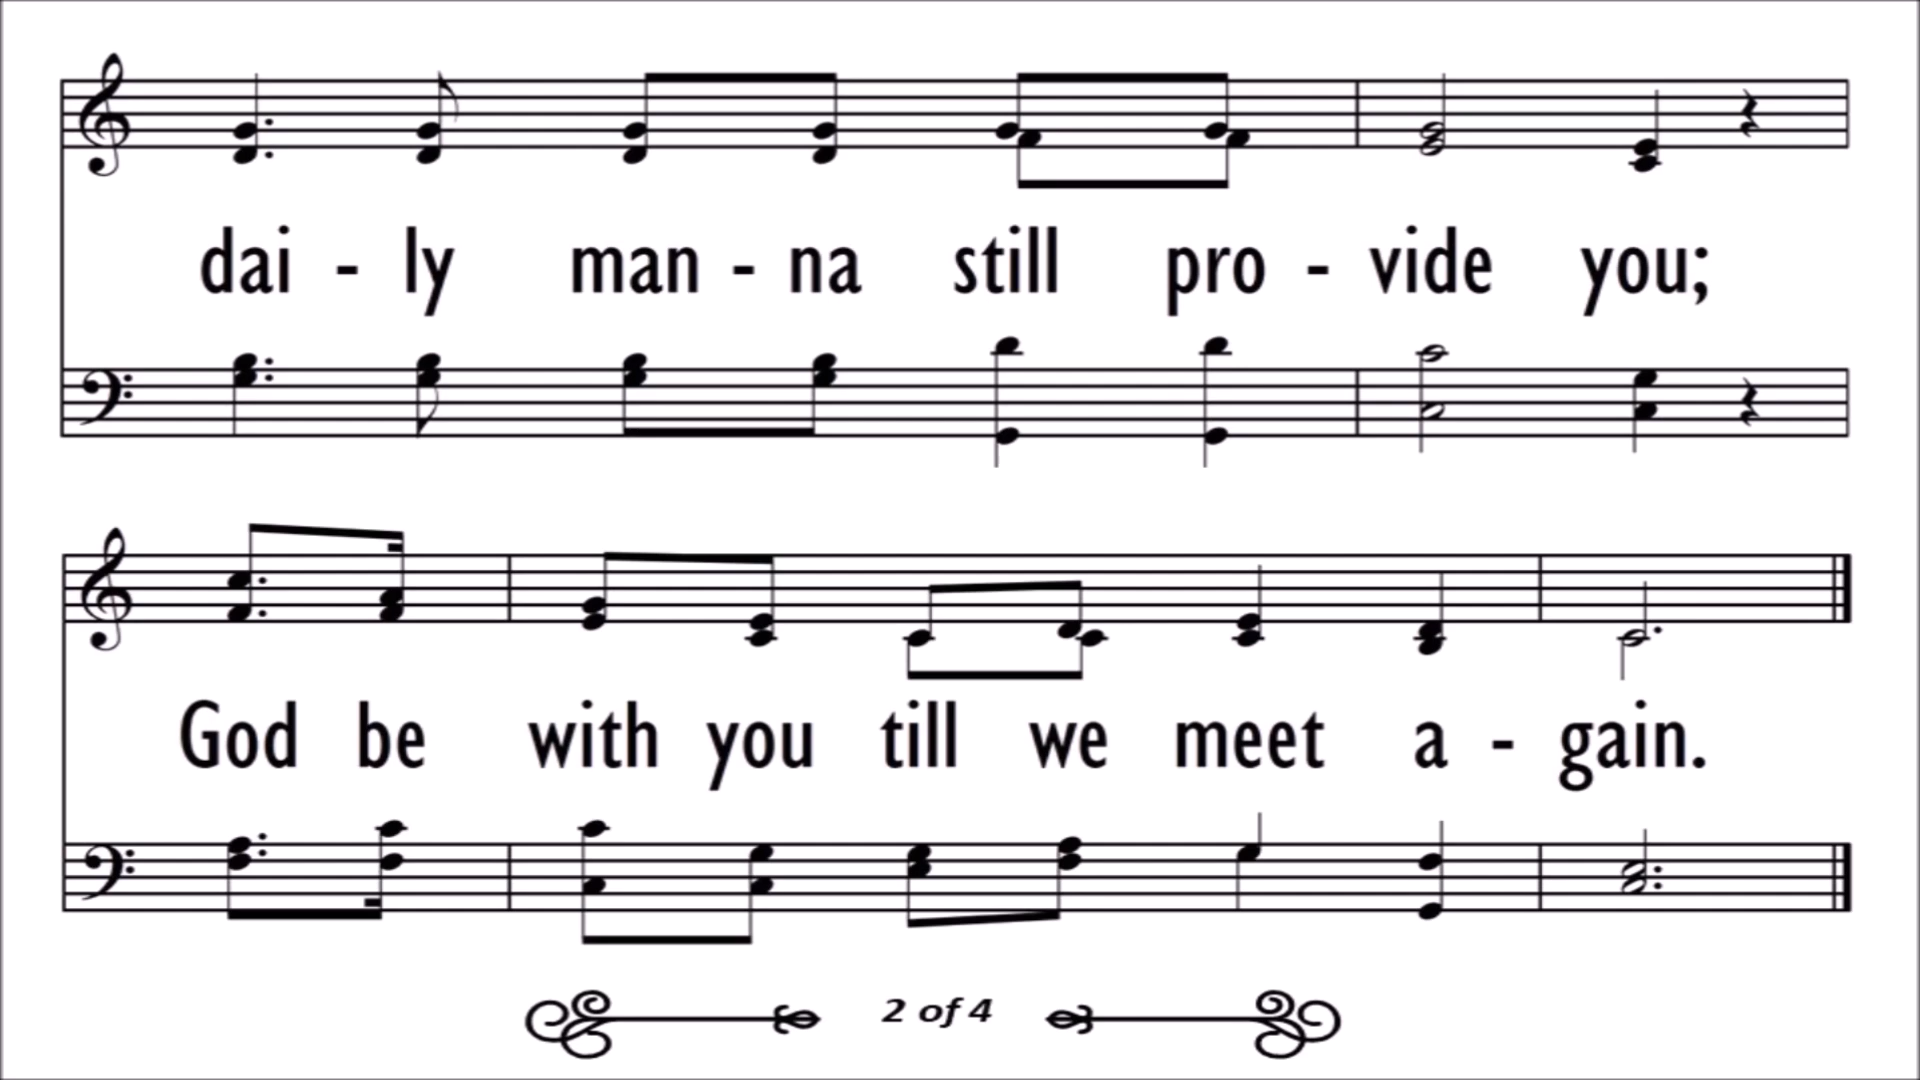 dai - ly man - na still pro - vide you;
God be with you till we meet a - gain.
2 of 4